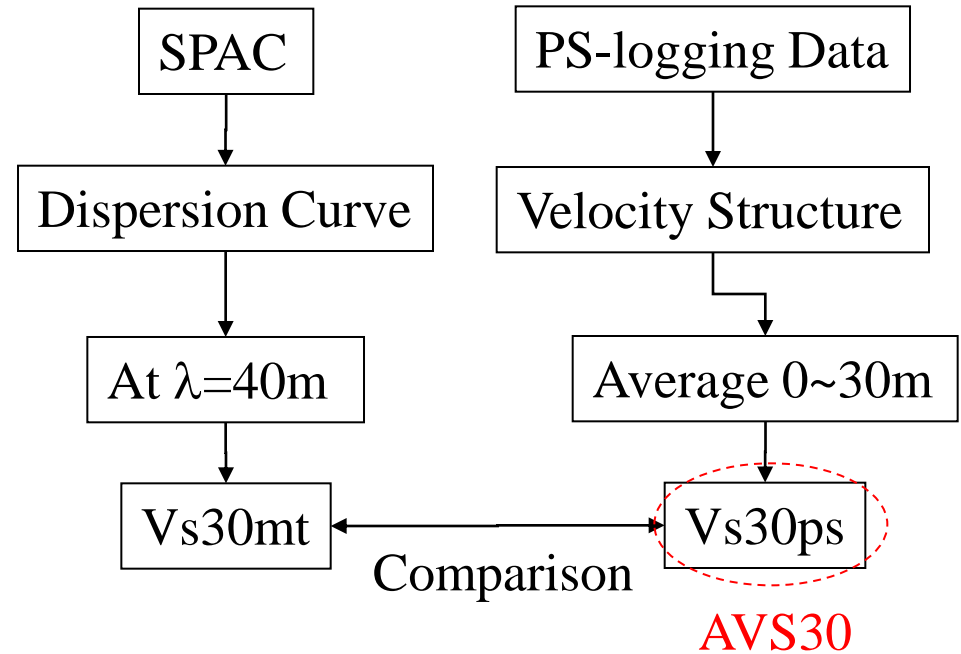 SPAC
PS-logging Data
Dispersion Curve
Velocity Structure
At λ=40m
Average 0~30m
Vs30mt
Vs30ps
Comparison
AVS30